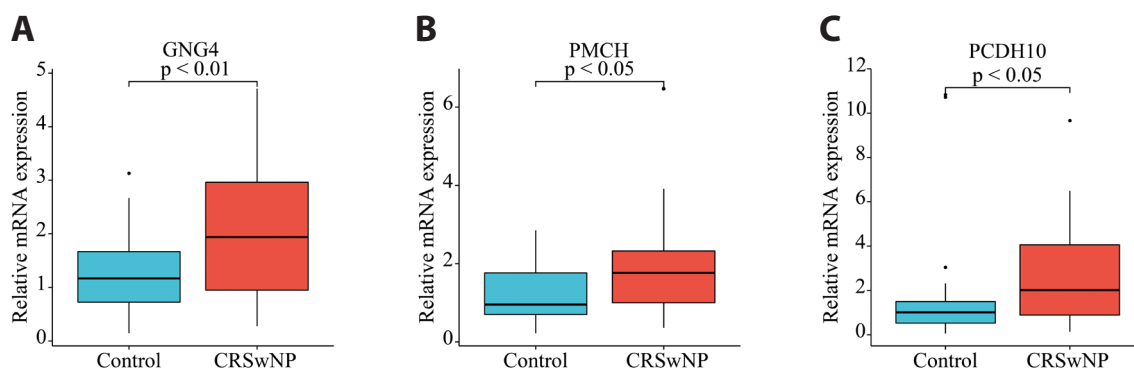 A
GNG4
p < 0.01
Relative mRNA expression
5
4
3
2
1
0
Control
CRSwNP
B
PMCH
p < 0.05
Relative mRNA expression
6
4
2
0
Control
CRSwNP
C
PCDH10
p < 0.05
Relative mRNA expression
12
10
8
6
4
2
0
Control
CRSwNP